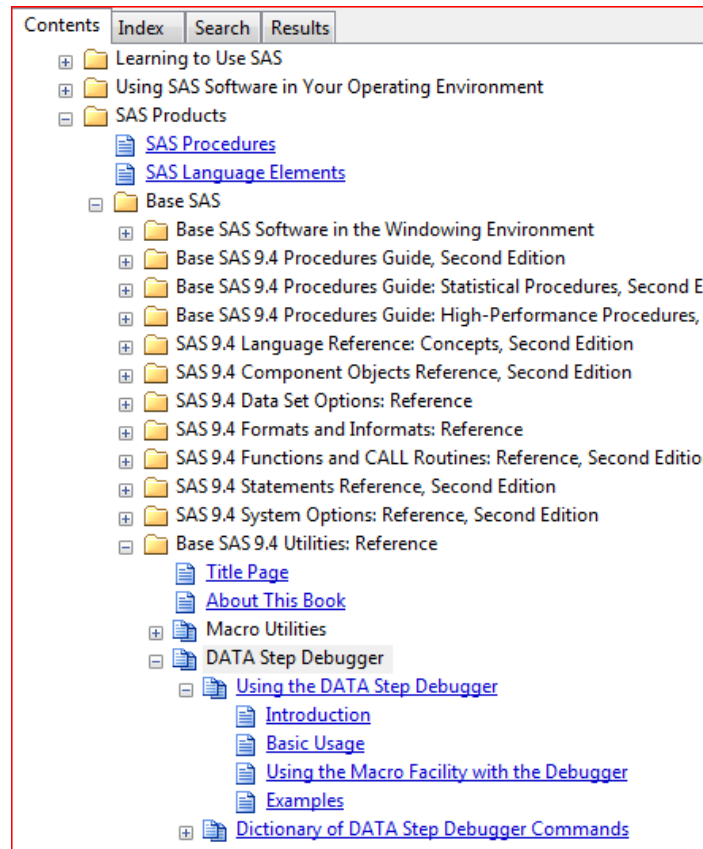 Contents Index Search Results
Learning to Use SAS
Using SAS Software in Your Operating Environment
SAS Products
SAS Procedures
SAS Language Elements
Base SAS
Base SAS Software in the Windowing Environment
Base SAS 9.4 Procedures Guide, Second Edition
Base SAS 9.4 Procedures Guide: Statistical Procedures, Second E
Base SAS 9.4 Procedures Guide: High-Performance Procedures,
SAS 9.4 Language Reference: Concepts, Second Edition
SAS 9.4 Component Objects Reference, Second Edition
SAS 9.4 Data Set Options: Reference
SAS 9.4 Formats and Informats: Reference
SAS 9.4 Functions and CALL Routines: Reference, Second Editio
SAS 9.4 Statements Reference, Second Edition
SAS 9.4 System Options: Reference, Second Edition
Base SAS 9.4 Utilities: Reference
Title Page
About This Book
Macro Utilities
DATA Step Debugger
Using the DATA Step Debugger
Introduction
Basic Usage
Using the Macro Facility with the Debugger
Examples
Dictionary of DATA Step Debugger Commands